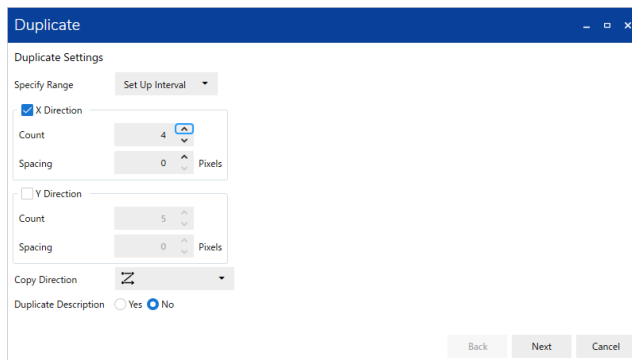 Duplicate
Duplicate Settings
Specify Range Set Up Interval
X Direction
Count 4
Spacing 0 Pixels
Y Direction
Count 5
Spacing 0 Pixels
Copy Direction
Duplicate Description Yes No
Back Next Cancel